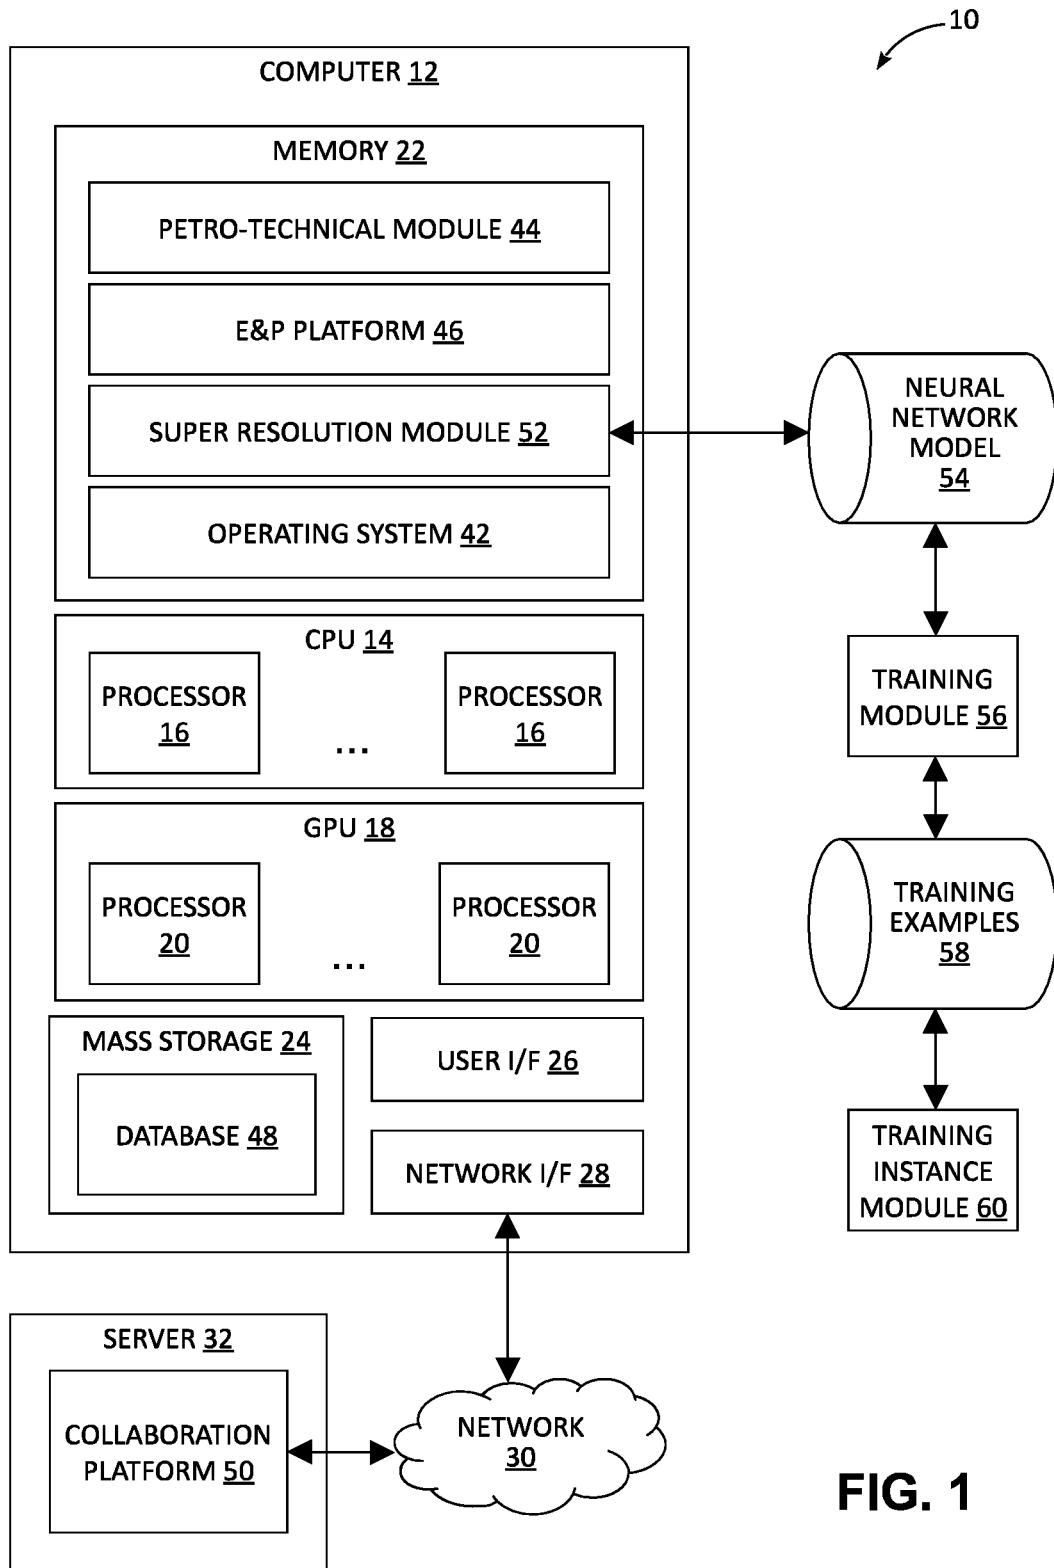 10
COMPUTER 12
MEMORY 22
PETRO-TECHNICAL MODULE 44
E&P PLATFORM 46
SUPER RESOLUTION MODULE 52
OPERATING SYSTEM 42
CPU 14
PROCESSOR
16
...
PROCESSOR
16
GPU 18
PROCESSOR
20
...
PROCESSOR
20
MASS STORAGE 24
DATABASE 48
USER I/F 26
NETWORK I/F 28
NEURAL
NETWORK
MODEL
54
TRAINING
MODULE 56
TRAINING
EXAMPLES
58
TRAINING
INSTANCE
MODULE 60
SERVER 32
COLLABORATION
PLATFORM 50
NETWORK
30
FIG. 1